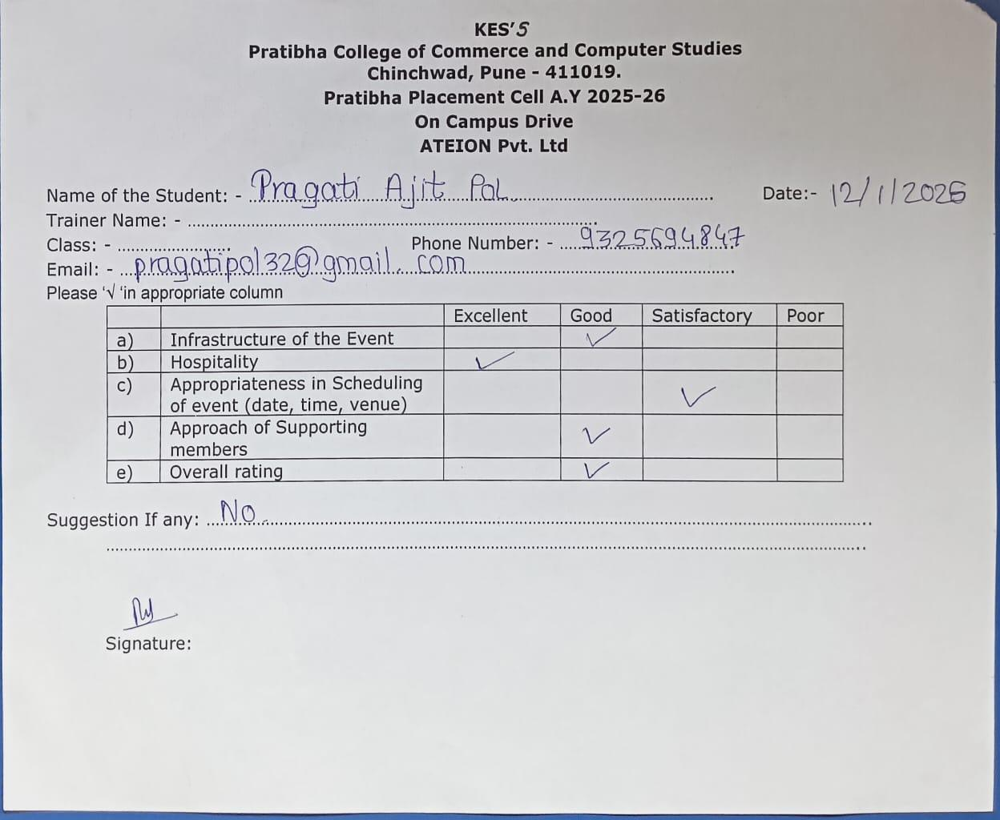 KES'S
Pratibha College of Commerce and Computer Studies
Chinchwad, Pune - 411019.
Pratibha Placement Cell A.Y 2025-26
On Campus Drive
ATEION Pvt. Ltd
Name of the Student: - Pragati Ajit Pol Date:- 12/1/2026
Trainer Name: -
Class: - Phone Number: - 9325694847
Email: - pragatipol32@gmail.com
Please '√ 'in appropriate column
Excellent Good Satisfactory Poor
a) Infrastructure of the Event ✓
b) Hospitality ✓
c) Appropriateness in Scheduling
of event (date, time, venue) ✓
d) Approach of Supporting
members ✓
e) Overall rating ✓
Suggestion If any: No
Signature: